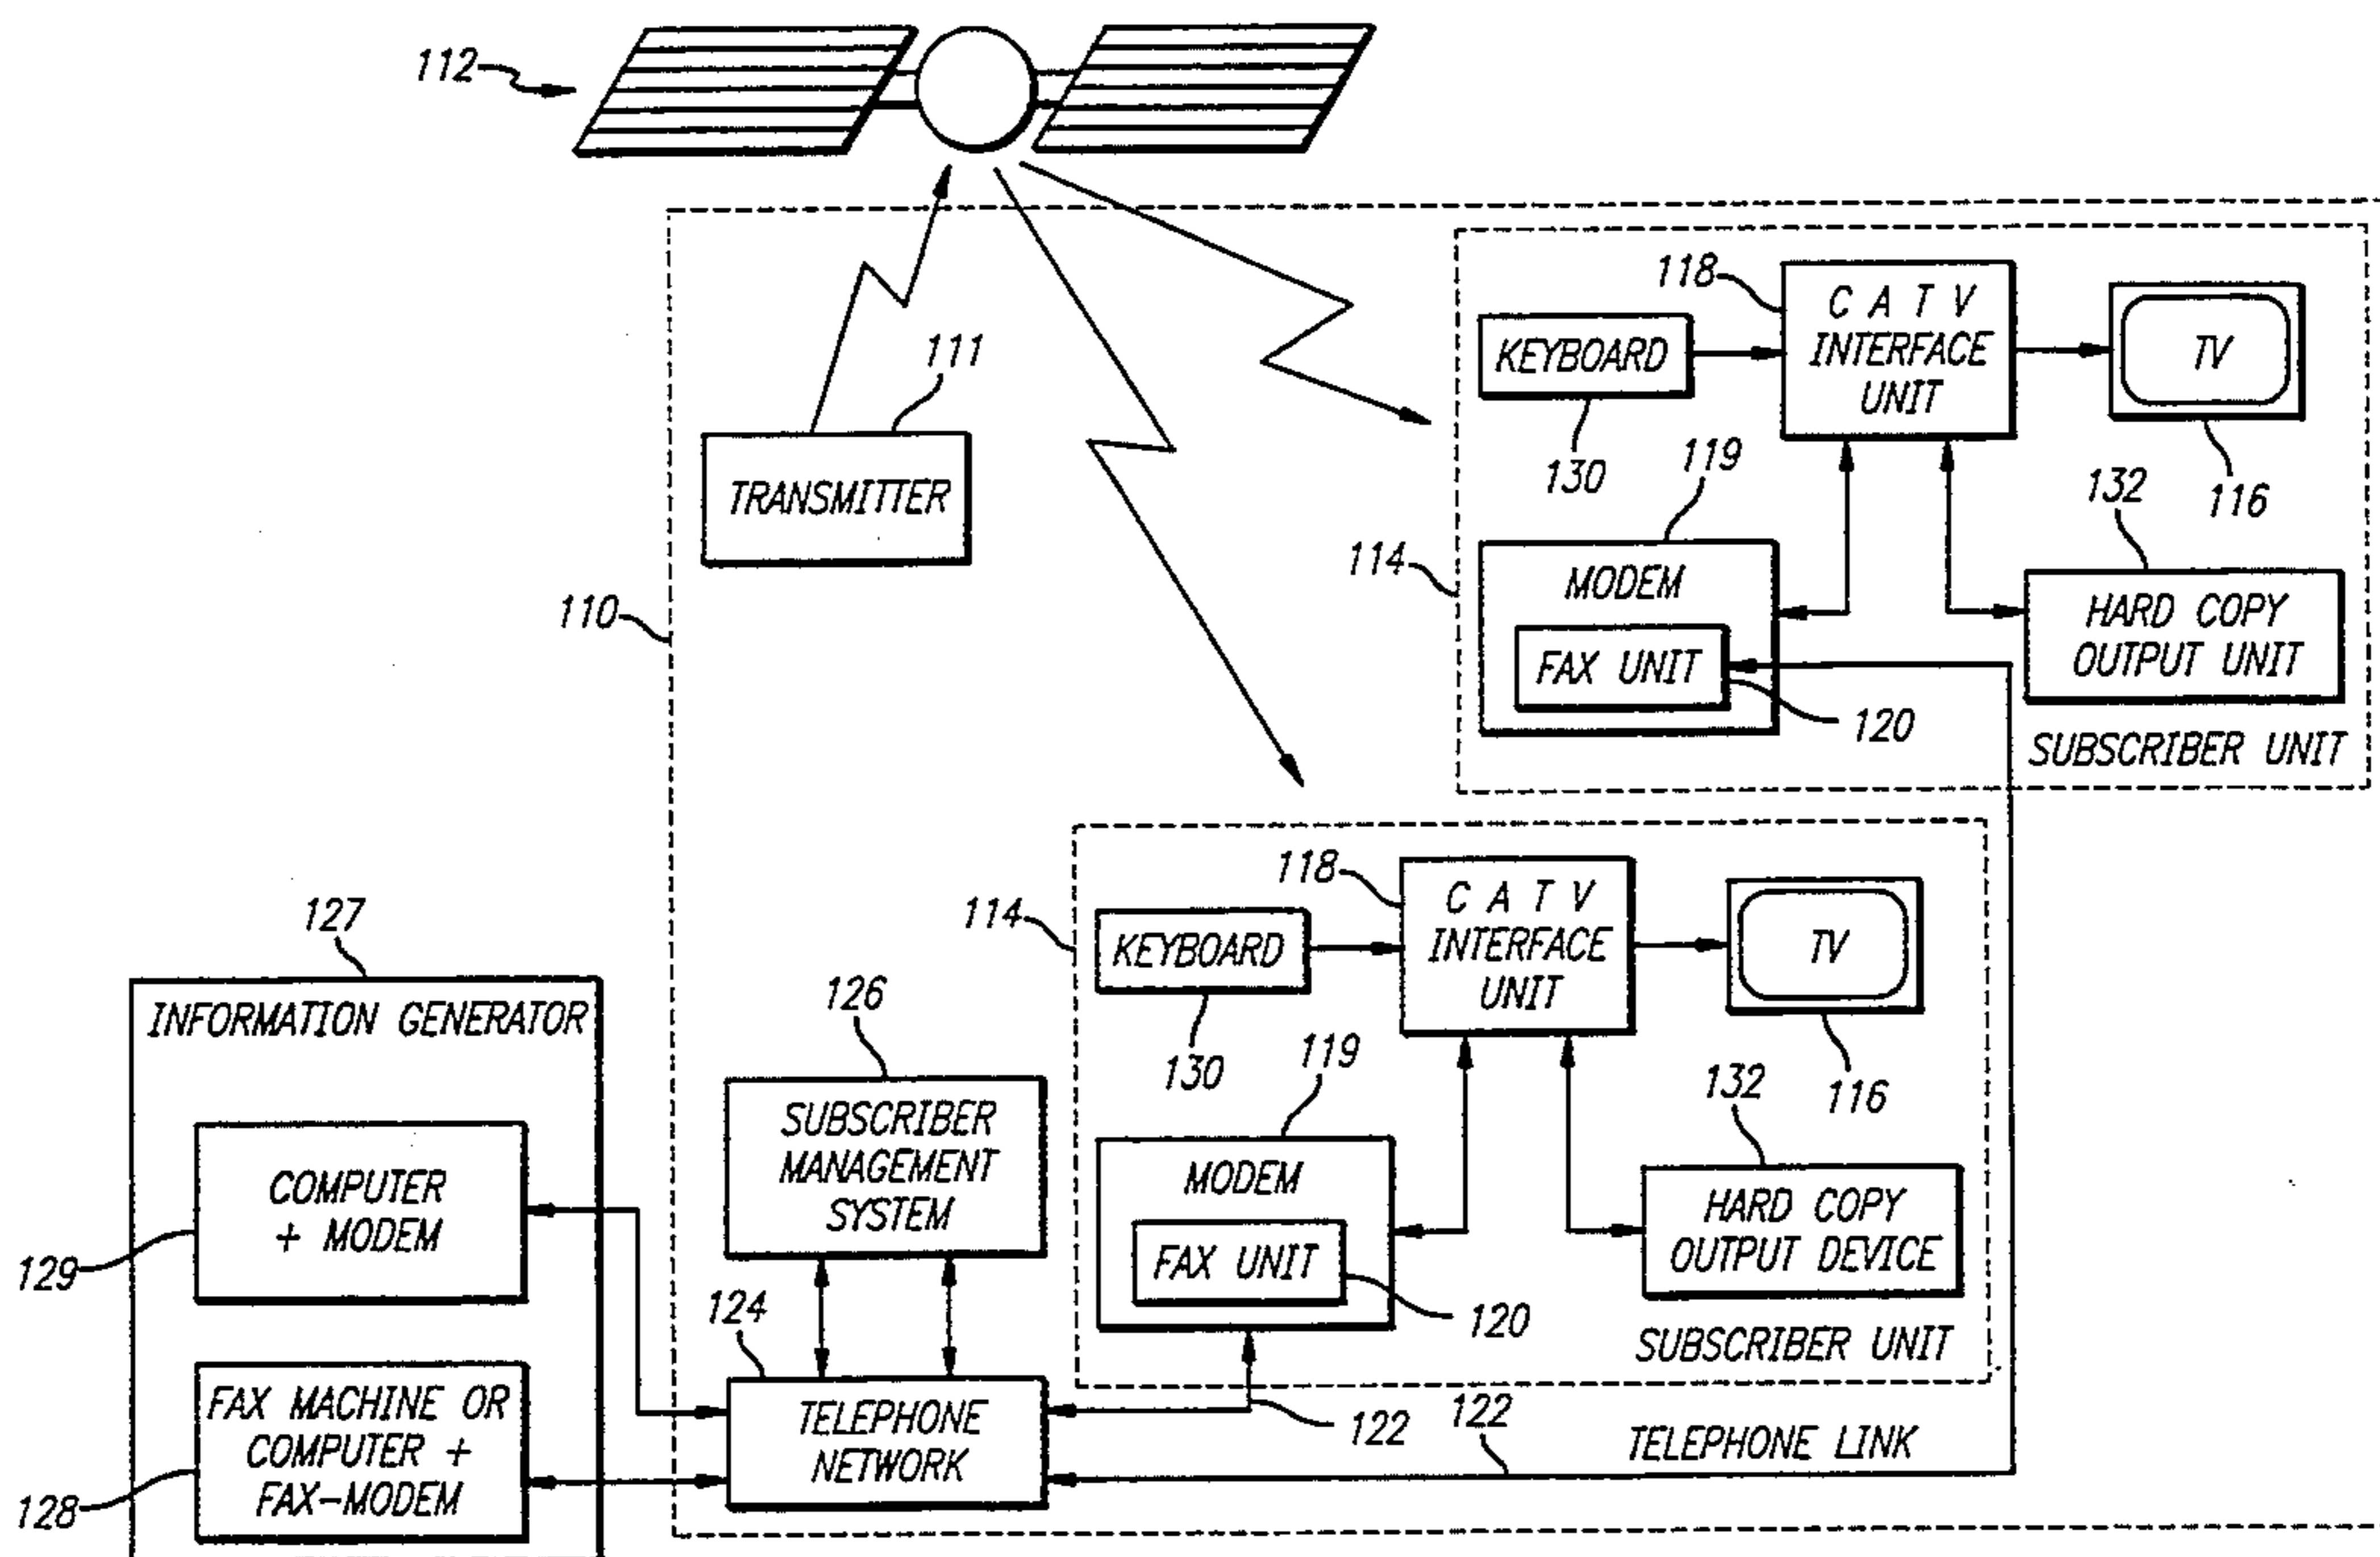 112
118
C A T V
INTERFACE
UNIT
KEYBOARD
TV
130
116
111
TRANSMITTER
119
132
114
MODEM
FAX UNIT
HARD COPY
OUTPUT UNIT
120
SUBSCRIBER UNIT
110
118
C A T V
INTERFACE
UNIT
114
KEYBOARD
TV
130
116
119
132
MODEM
FAX UNIT
HARD COPY
OUTPUT DEVICE
120
SUBSCRIBER UNIT
127
INFORMATION GENERATOR
126
SUBSCRIBER
MANAGEMENT
SYSTEM
COMPUTER
+ MODEM
129
124
FAX MACHINE OR
COMPUTER +
FAX-MODEM
128
TELEPHONE
NETWORK
122
122
TELEPHONE LINK